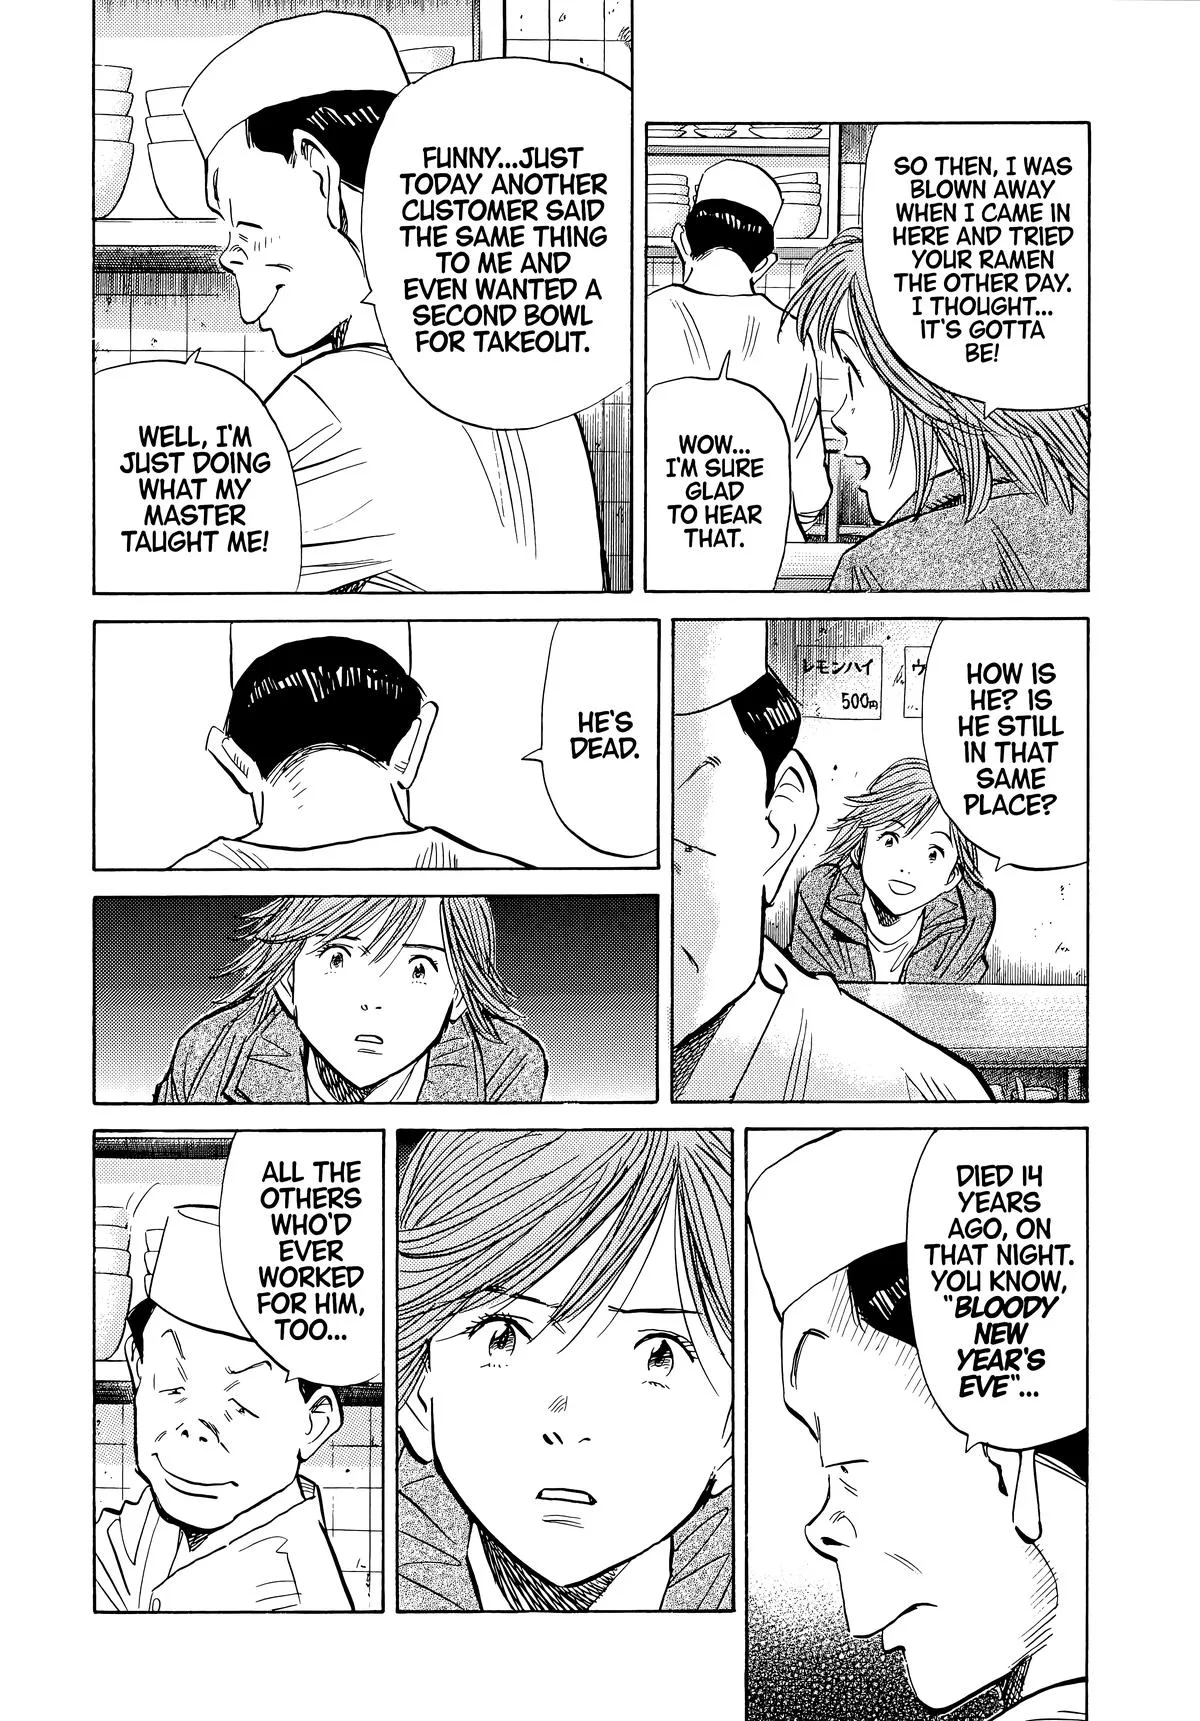 SO THEN, I WAS
BLOWN AWAY
WHEN I CAME IN
HERE AND TRIED
YOUR RAMEN
THE OTHER DAY.
I THOUGHT...
IT'S GOTTA
BE!
WOW...
I'M SURE
GLAD
TO HEAR
THAT.
FUNNY...JUST
TODAY ANOTHER
CUSTOMER SAID
THE SAME THING
TO ME AND
EVEN WANTED A
SECOND BOWL
FOR TAKEOUT.
WELL, I'M
JUST DOING
WHAT MY
MASTER
TAUGHT ME!
HOW IS
HE? IS
HE STILL
IN THAT
SAME
PLACE?
レモンハイ
500円
ウ
HE'S
DEAD.
DIED 14
YEARS
AGO, ON
THAT NIGHT.
YOU KNOW,
"BLOODY
NEW
YEAR'S
EVE"...
ALL THE
OTHERS
WHO'D
EVER
WORKED
FOR HIM,
TOO...